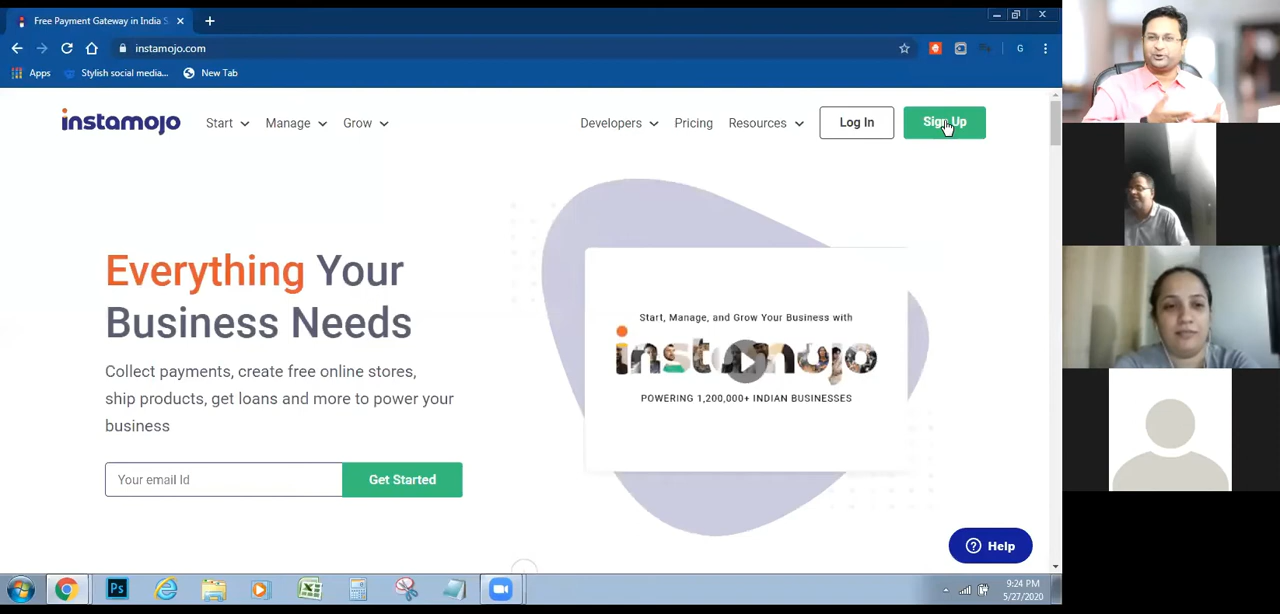 Free Payment Gateway in India S
instamojo.com
G
Apps
Stylish social media...
New Tab
instamojo
Start
Manage
Grow
Developers
Pricing
Resources
Log In
Sign Up
Everything Your
Business Needs
Collect payments, create free online stores,
ship products, get loans and more to power your
business
Your email Id
Get Started
Start, Manage, and Grow Your Business with
instamojo
POWERING 1,200,000+ INDIAN BUSINESSES
? Help
Ps
9:24 PM
5/27/2020